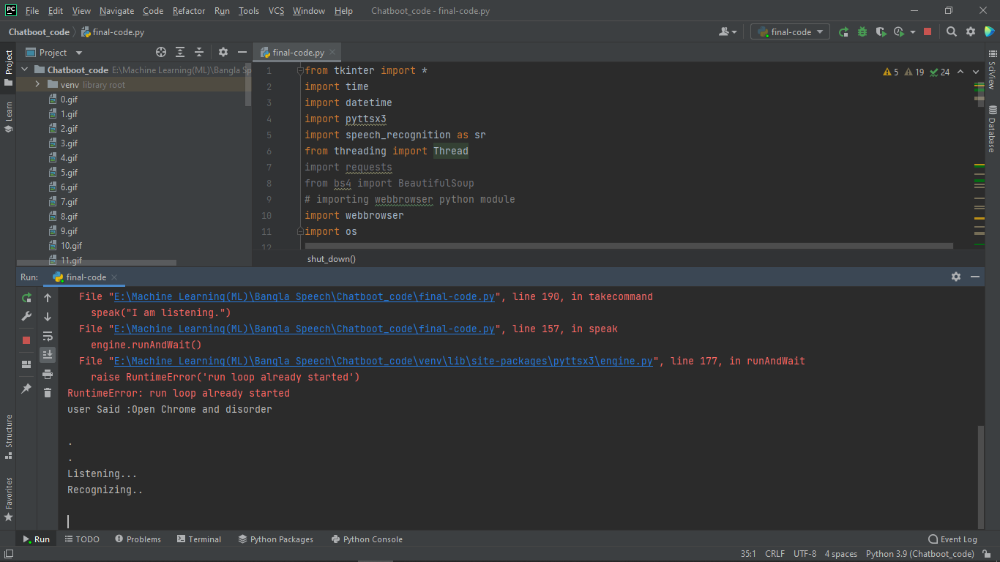 PC File Edit View Navigate Code Refactor Run Tools VCS Window Help Chatboot_code - final-code.py
Chatboot_code final-code.py final-code
Project final-code.py
Chatboot_code E:\Machine Learning(ML)\Bangla Sp
venv library root
0.gif
1.gif
2.gif
3.gif
4.gif
5.gif
6.gif
7.gif
8.gif
9.gif
10.gif
11.gif
Project
Learn
Structure
Favorites
1 from tkinter import *
2 import time
3 import datetime
4 import pyttsx3
5 import speech_recognition as sr
6 from threading import Thread
7 import requests
8 from bs4 import BeautifulSoup
9 # importing webbrowser python module
10 import webbrowser
11 import os
12
5 19 24
shut_down()
SciView
Database
Run: final-code
File "E:\Machine Learning(ML)\Bangla Speech\Chatboot_code\final-code.py", line 190, in takecommand
speak("I am listening.")
File "E:\Machine Learning(ML)\Bangla Speech\Chatboot_code\final-code.py", line 157, in speak
engine.runAndWait()
File "E:\Machine Learning(ML)\Bangla Speech\Chatboot_code\venv\lib\site-packages\pyttsx3\engine.py", line 177, in runAndWait
raise RuntimeError('run loop already started')
RuntimeError: run loop already started
user Said :Open Chrome and disorder
.
.
Listening...
Recognizing..
Run TODO Problems Terminal Python Packages Python Console Event Log
35:1 CRLF UTF-8 4 spaces Python 3.9 (Chatboot_code)